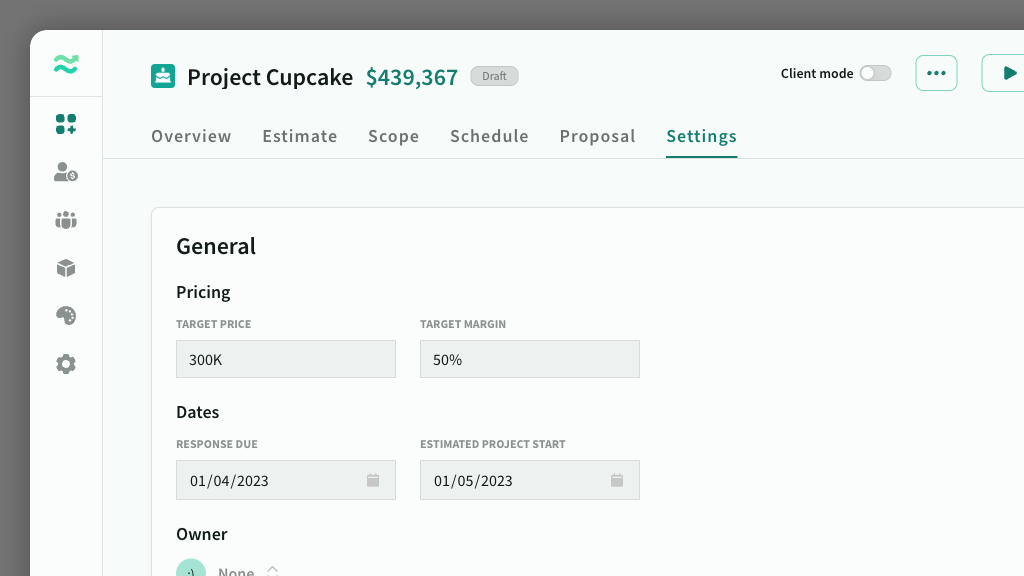 Project Cupcake $439,367 Draft Client mode
Overview Estimate Scope Schedule Proposal Settings
General
Pricing
TARGET PRICE TARGET MARGIN
300K 50%
Dates
RESPONSE DUE ESTIMATED PROJECT START
01/04/2023 01/05/2023
Owner
:) None